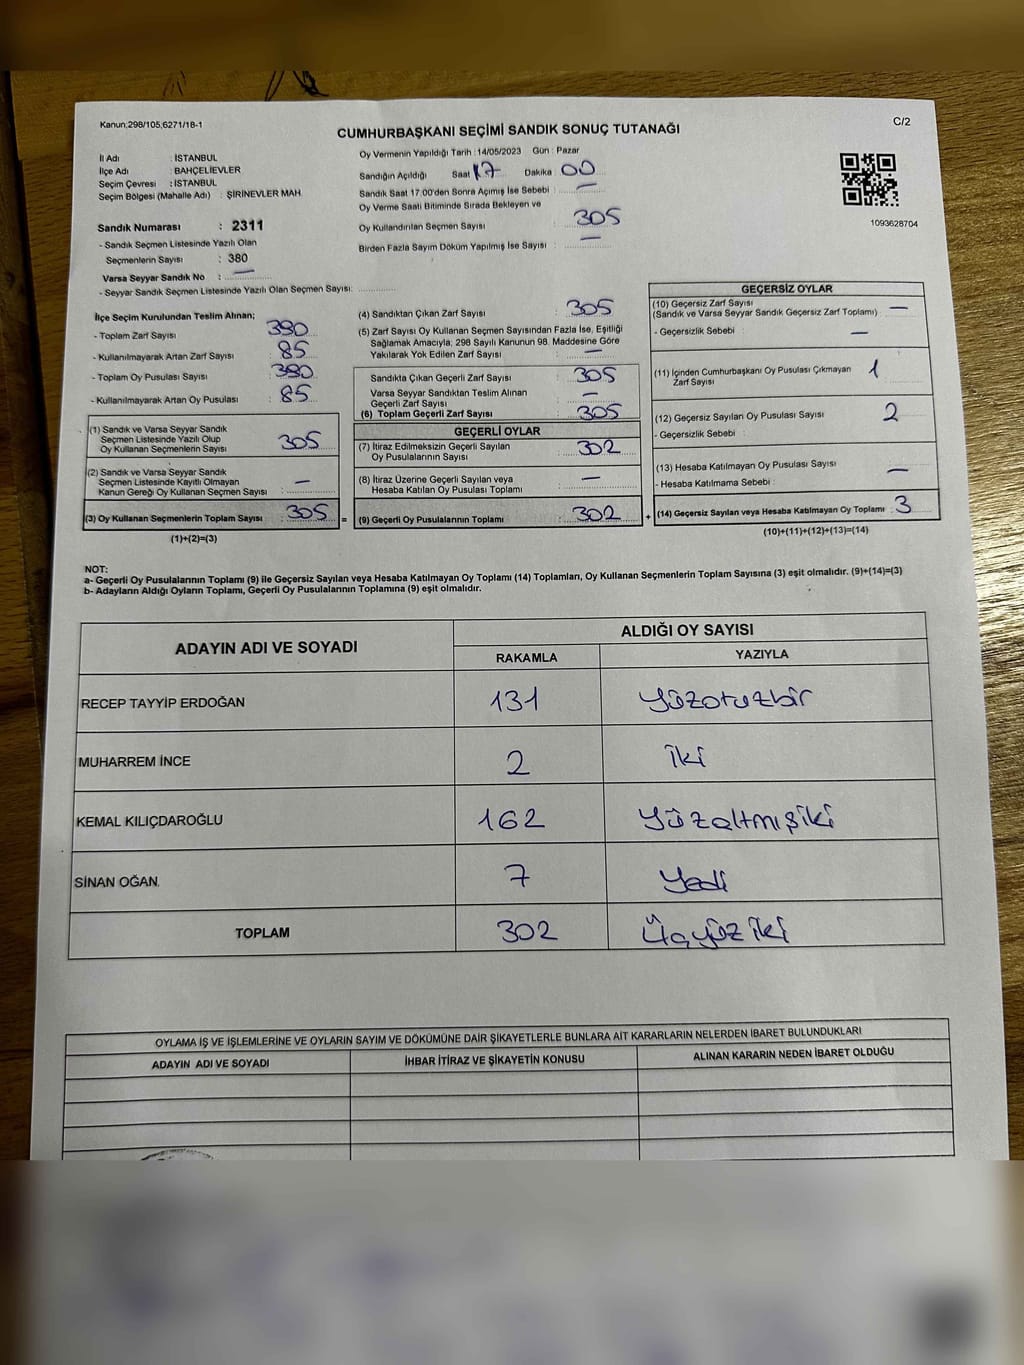 Kanun,298/105,6271/18-1
C/2
CUMHURBAŞKANI SEÇİMİ SANDIK SONUÇ TUTANAĞI
İl Adı : İSTANBUL
İlçe Adı : BAHÇELİEVLER
Seçim Çevresi : İSTANBUL
Seçim Bölgesi (Mahalle Adı) : ŞİRİNEVLER MAH.
Sandık Numarası : 2311
- Sandık Seçmen Listesinde Yazılı Olan
Seçmenlerin Sayısı : 380
Varsa Seyyar Sandık No : —
- Seyyar Sandık Seçmen Listesinde Yazılı Olan Seçmen Sayısı:
Oy Vermenin Yapıldığı Tarih : 14/05/2023 Gün : Pazar
Sandığın Açıldığı Saat 17 Dakika 00
Sandık Saat 17.00'den Sonra Açımış İse Sebebi : —
Oy Verme Saati Bitiminde Sırada Bekleyen ve
Oy Kullandırılan Seçmen Sayısı : 305
Birden Fazla Sayım Döküm Yapılmış İse Sayısı : —
1093628704
İlçe Seçim Kurulundan Teslim Alınan;
- Toplam Zarf Sayısı 390
- Kullanılmayarak Artan Zarf Sayısı 85
- Toplam Oy Pusulası Sayısı 390
- Kullanılmayarak Artan Oy Pusulası 85
(1) Sandık ve Varsa Seyyar Sandık
Seçmen Listesinde Yazılı Olup
Oy Kullanan Seçmenlerin Sayısı : 305
(2) Sandık ve Varsa Seyyar Sandık
Seçmen Listesinde Kayıtlı Olmayan
Kanun Gereği Oy Kullanan Seçmen Sayısı : —
(3) Oy Kullanan Seçmenlerin Toplam Sayısı : 305 =
(1)+(2)=(3)
(4) Sandıktan Çıkan Zarf Sayısı : 305
(5) Zarf Sayısı Oy Kullanan Seçmen Sayısından Fazla İse, Eşitliği
Sağlamak Amacıyla; 298 Sayılı Kanunun 98. Maddesine Göre
Yakılarak Yok Edilen Zarf Sayısı : —
Sandıkta Çıkan Geçerli Zarf Sayısı : 305
Varsa Seyyar Sandıktan Teslim Alınan
Geçerli Zarf Sayısı : —
(6) Toplam Geçerli Zarf Sayısı : 305
GEÇERLİ OYLAR
(7) İtiraz Edilmeksizin Geçerli Sayılan
Oy Pusulalarının Sayısı : 302
(8) İtiraz Üzerine Geçerli Sayılan veya
Hesaba Katılan Oy Pusulası Toplamı : —
(9) Geçerli Oy Pusulalarının Toplamı : 302 +
GEÇERSİZ OYLAR
(10) Geçersiz Zarf Sayısı
(Sandık ve Varsa Seyyar Sandık Geçersiz Zarf Toplamı) : —
- Geçersizlik Sebebi : —
(11) İçinden Cumhurbaşkanı Oy Pusulası Çıkmayan
Zarf Sayısı : 1
(12) Geçersiz Sayılan Oy Pusulası Sayısı : 2
- Geçersizlik Sebebi :
(13) Hesaba Katılmayan Oy Pusulası Sayısı : —
- Hesaba Katılmama Sebebi :
(14) Geçersiz Sayılan veya Hesaba Katılmayan Oy Toplamı : 3
(10)+(11)+(12)+(13)=(14)
NOT:
a- Geçerli Oy Pusulalarının Toplamı (9) ile Geçersiz Sayılan veya Hesaba Katılmayan Oy Toplamı (14) Toplamları, Oy Kullanan Seçmenlerin Toplam Sayısına (3) eşit olmalıdır. (9)+(14)=(3)
b- Adayların Aldığı Oyların Toplamı, Geçerli Oy Pusulalarının Toplamına (9) eşit olmalıdır.
ADAYIN ADI VE SOYADI ALDIĞI OY SAYISI
RAKAMLA YAZIYLA
RECEP TAYYİP ERDOĞAN 131 Yüzotuzbir
MUHARREM İNCE 2 İki
KEMAL KILIÇDAROĞLU 162 Yüzaltmışiki
SİNAN OĞAN 7 Yedi
TOPLAM 302 Üçyüziki
OYLAMA İŞ VE İŞLEMLERİNE VE OYLARIN SAYIM VE DÖKÜMÜNE DAİR ŞİKAYETLERLE BUNLARA AİT KARARLARIN NELERDEN İBARET BULUNDUKLARI
ADAYIN ADI VE SOYADI İHBAR İTİRAZ VE ŞİKAYETİN KONUSU ALINAN KARARIN NEDEN İBARET OLDUĞU